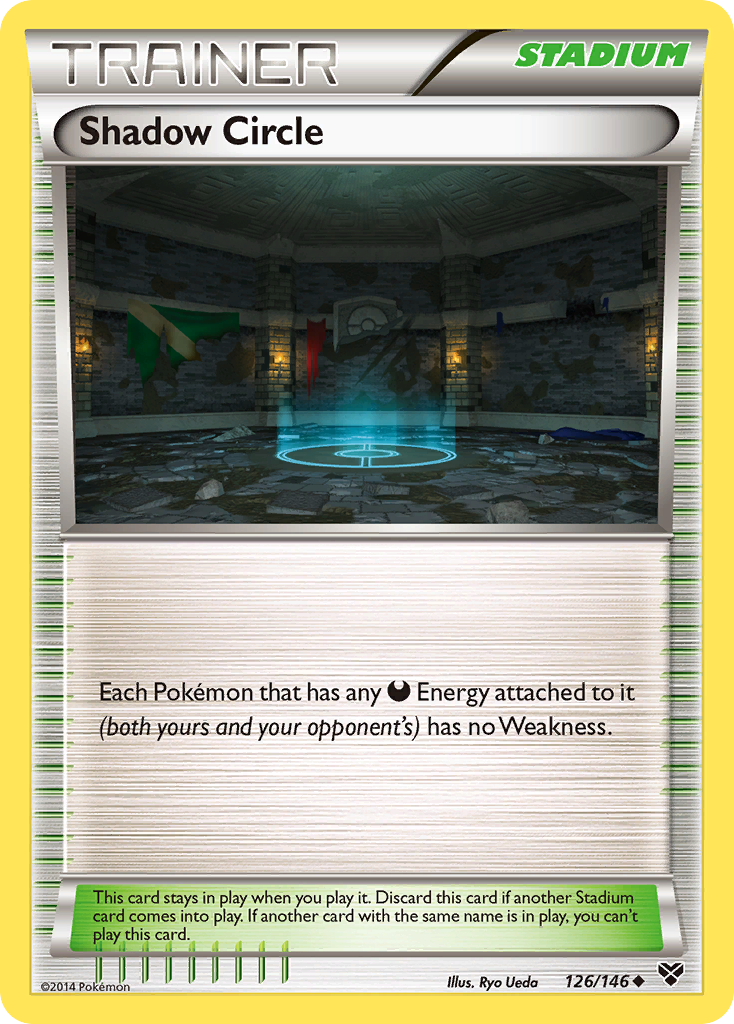 TRAINER
STADIUM
Shadow Circle
Each Pokémon that has any Energy attached to it
(both yours and your opponent's) has no Weakness.
This card stays in play when you play it. Discard this card if another Stadium
card comes into play. If another card with the same name is in play, you can't
play this card.
©2014 Pokémon
Illus. Ryo Ueda
126/146